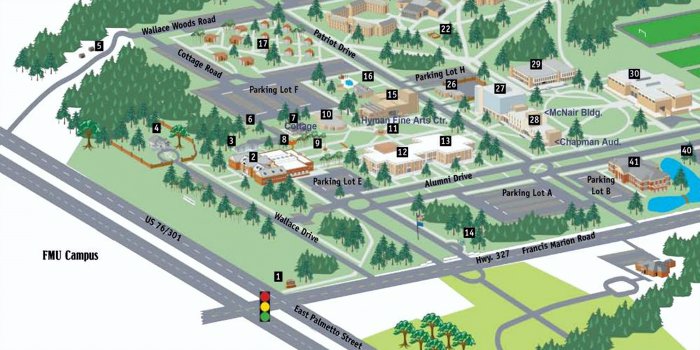 Wallace Woods Road
22
5
17
Patriot Drive
Cottage Road
16
Parking Lot H
29
30
Parking Lot F
15
26
27
6
7
10
Hyman Fine Arts Ctr.
<McNair Bldg.
Cottage
11
28
4
3
8
9
<Chapman Aud.
2
12
13
40
41
Parking
Lot E
Alumni Drive
Parking Lot A
Parking
Lot B
US 76/301
Wallace Drive
14
Hwy. 327 Francis Marion Road
FMU Campus
1
East Palmetto Street